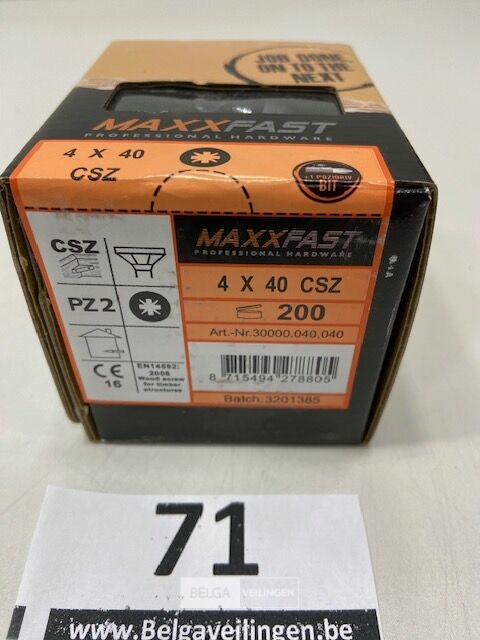 JOB DONE
ON TO THE
NEXT
MAXXFAST
PROFESSIONAL HARDWARE
4 X 40
CSZ
+1 POZIDRIV
BIT
CSZ
PZ2
CE
16
EN14592:
2008
Wood screw
for timber
structures
MAXXFAST
PROFESSIONAL HARDWARE
4 X 40 CSZ
200
Art.-Nr.30000.040.040
8 715494 278805
Batch:3201385
71
BELGA VEILINGEN
www.Belgaveilingen.be